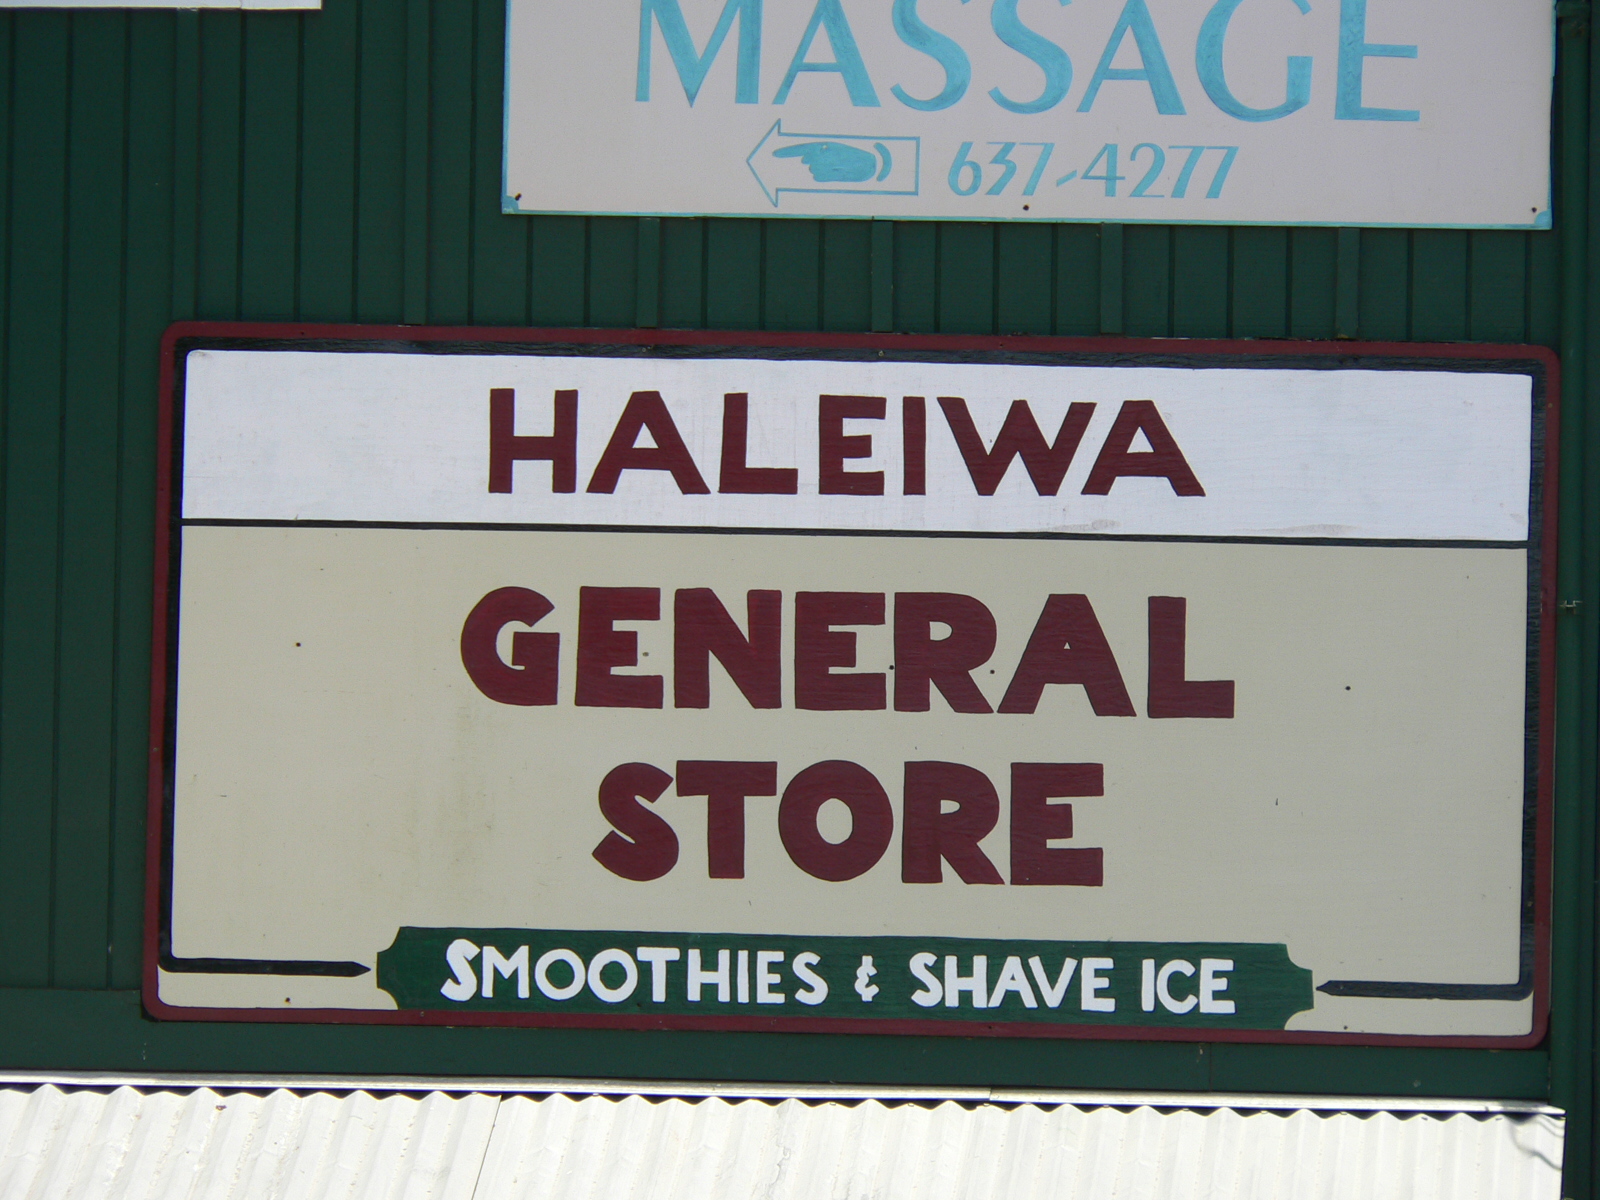 MASSAGE
637-4277
HALEIWA
GENERAL
STORE
SMOOTHIES & SHAVE ICE